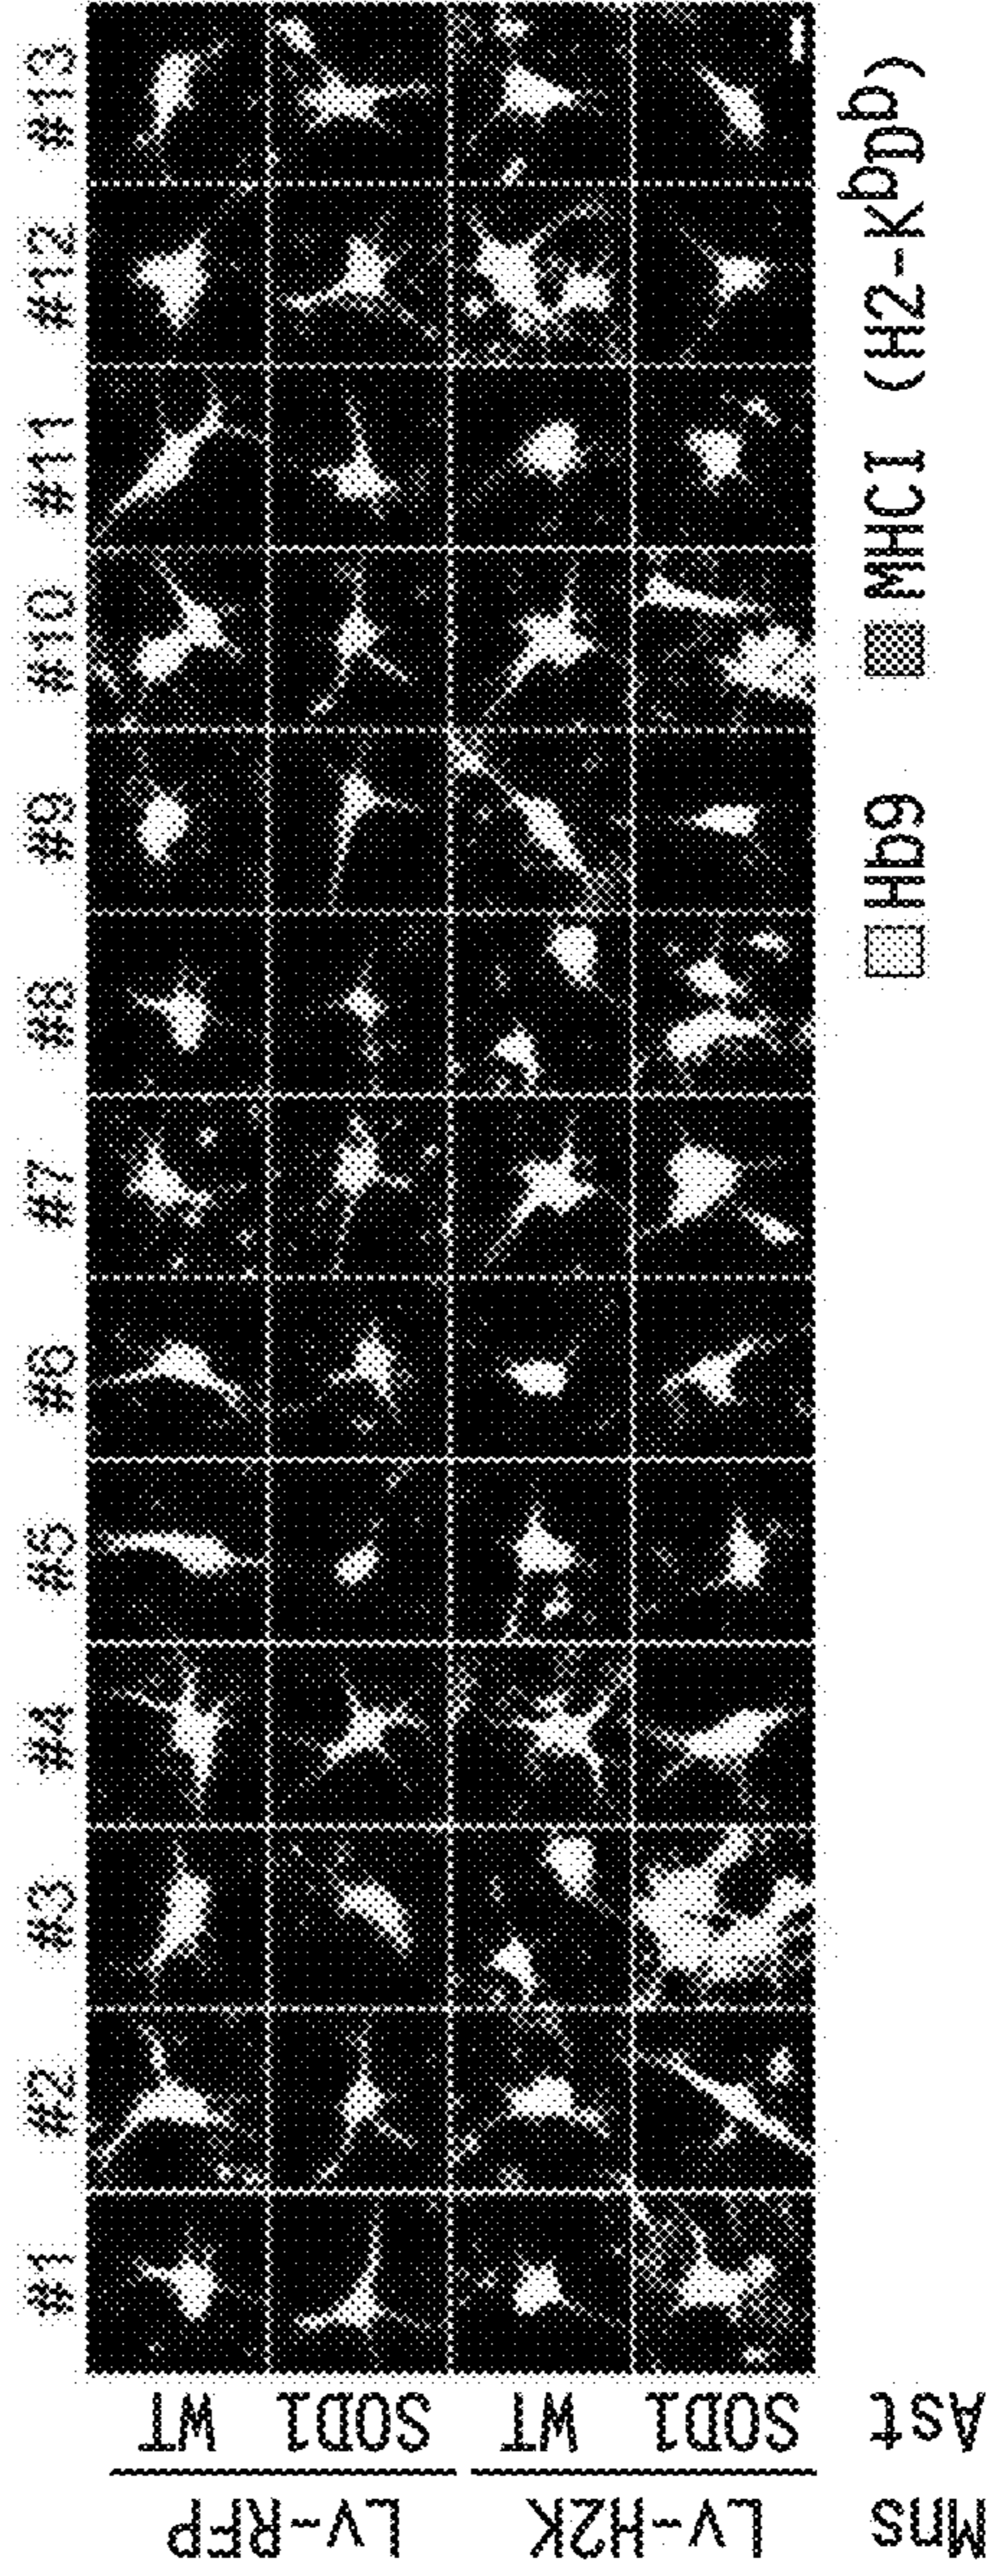 #1 #2 #3 #4 #5 #6 #7 #8 #9 #10 #11 #12 #13
Lv-RFP
WT
SOD1
Lv-H2K
WT
SOD1
Mns Ast
Hb9 MHCI (H2-KbDb)